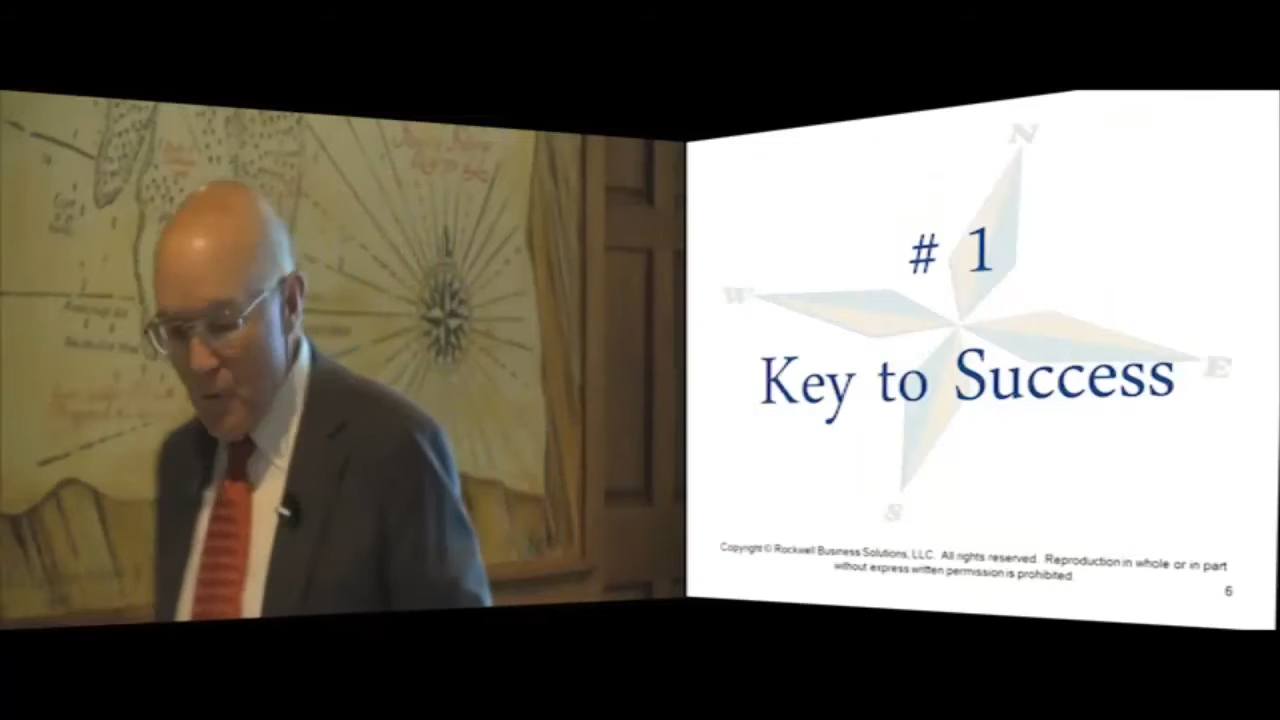 N
# 1
W
E
Key to Success
S
Copyright © Rockwell Business Solutions, LLC. All rights reserved. Reproduction in whole or in part
without express written permission is prohibited.
6